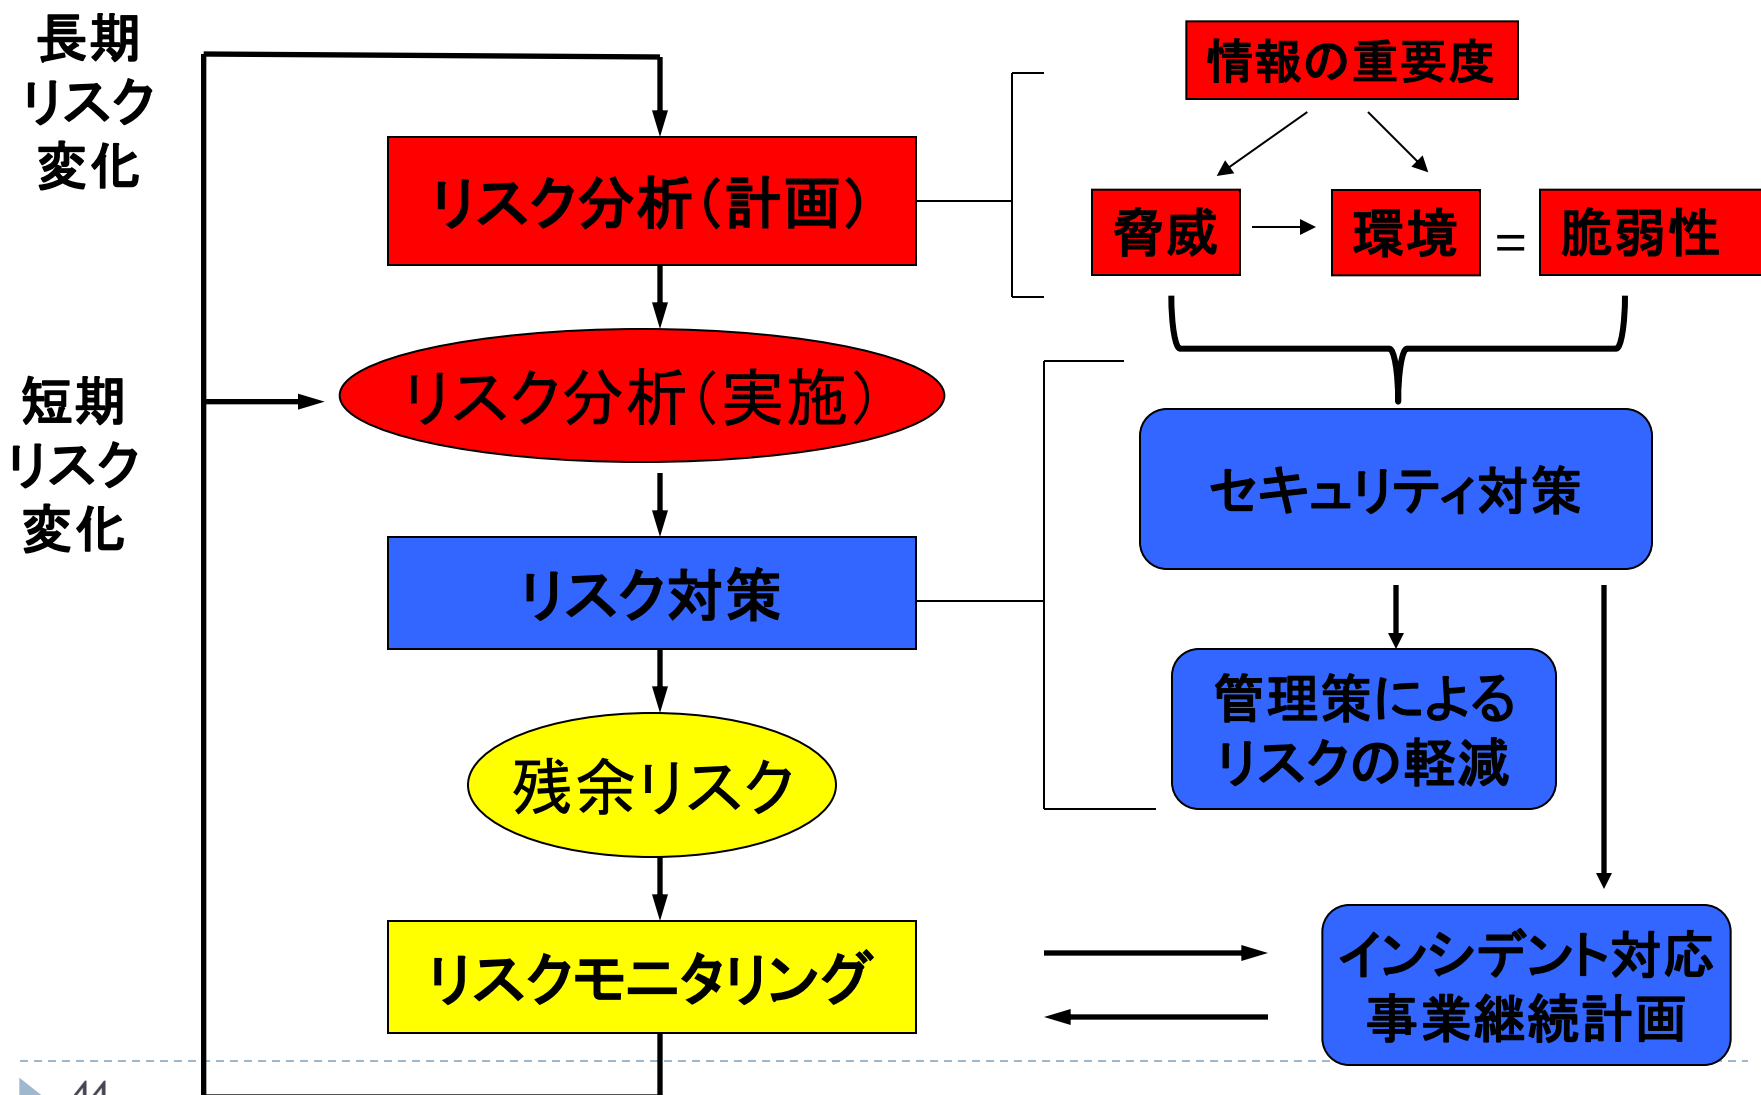 長期
リスク
変化
短期
リスク
変化
リスク分析（計画）
リスク分析（実施）
リスク対策
残余リスク
リスクモニタリング
情報の重要度
脅威
環境
=
脆弱性
セキュリティ対策
管理策による
リスクの軽減
インシデント対応
事業継続計画
44